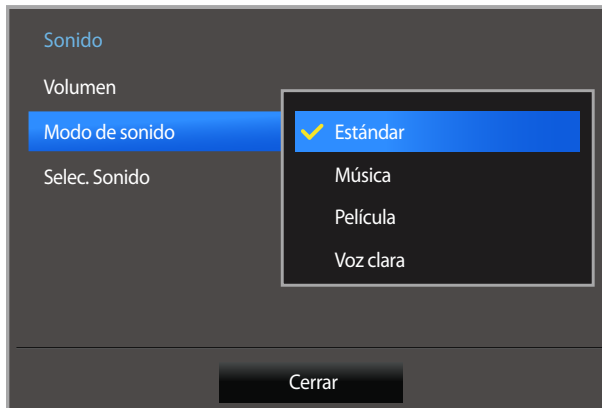 Sonido
Volumen
Modo de sonido
Estándar
Selec. Sonido
Música
Película
Voz clara
Cerrar